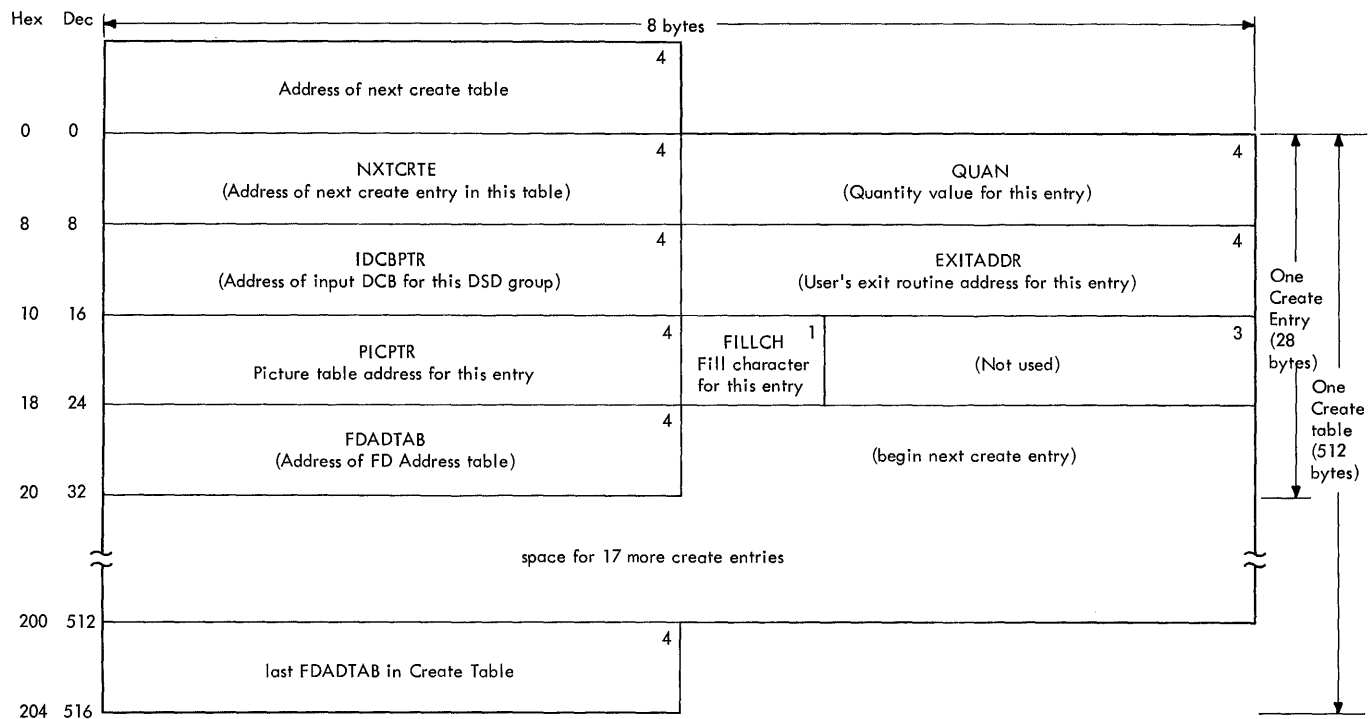 Hex Dec
8 bytes
4
Address of next create table
0 0
4
NXTCRTE
(Address of next create entry in this table)
4
QUAN
(Quantity value for this entry)
8 8
4
IDCBPTR
(Address of input DCB for this DSD group)
4
EXITADDR
(User's exit routine address for this entry)
10 16
4
PICPTR
Picture table address for this entry
1
FILLCH
Fill character
for this entry
3
(Not used)
18 24
4
FDADTAB
(Address of FD Address table)
(begin next create entry)
20 32
One
Create
Entry
(28
bytes)
One
Create
table
(512
bytes)
space for 17 more create entries
200 512
4
last FDADTAB in Create Table
204 516